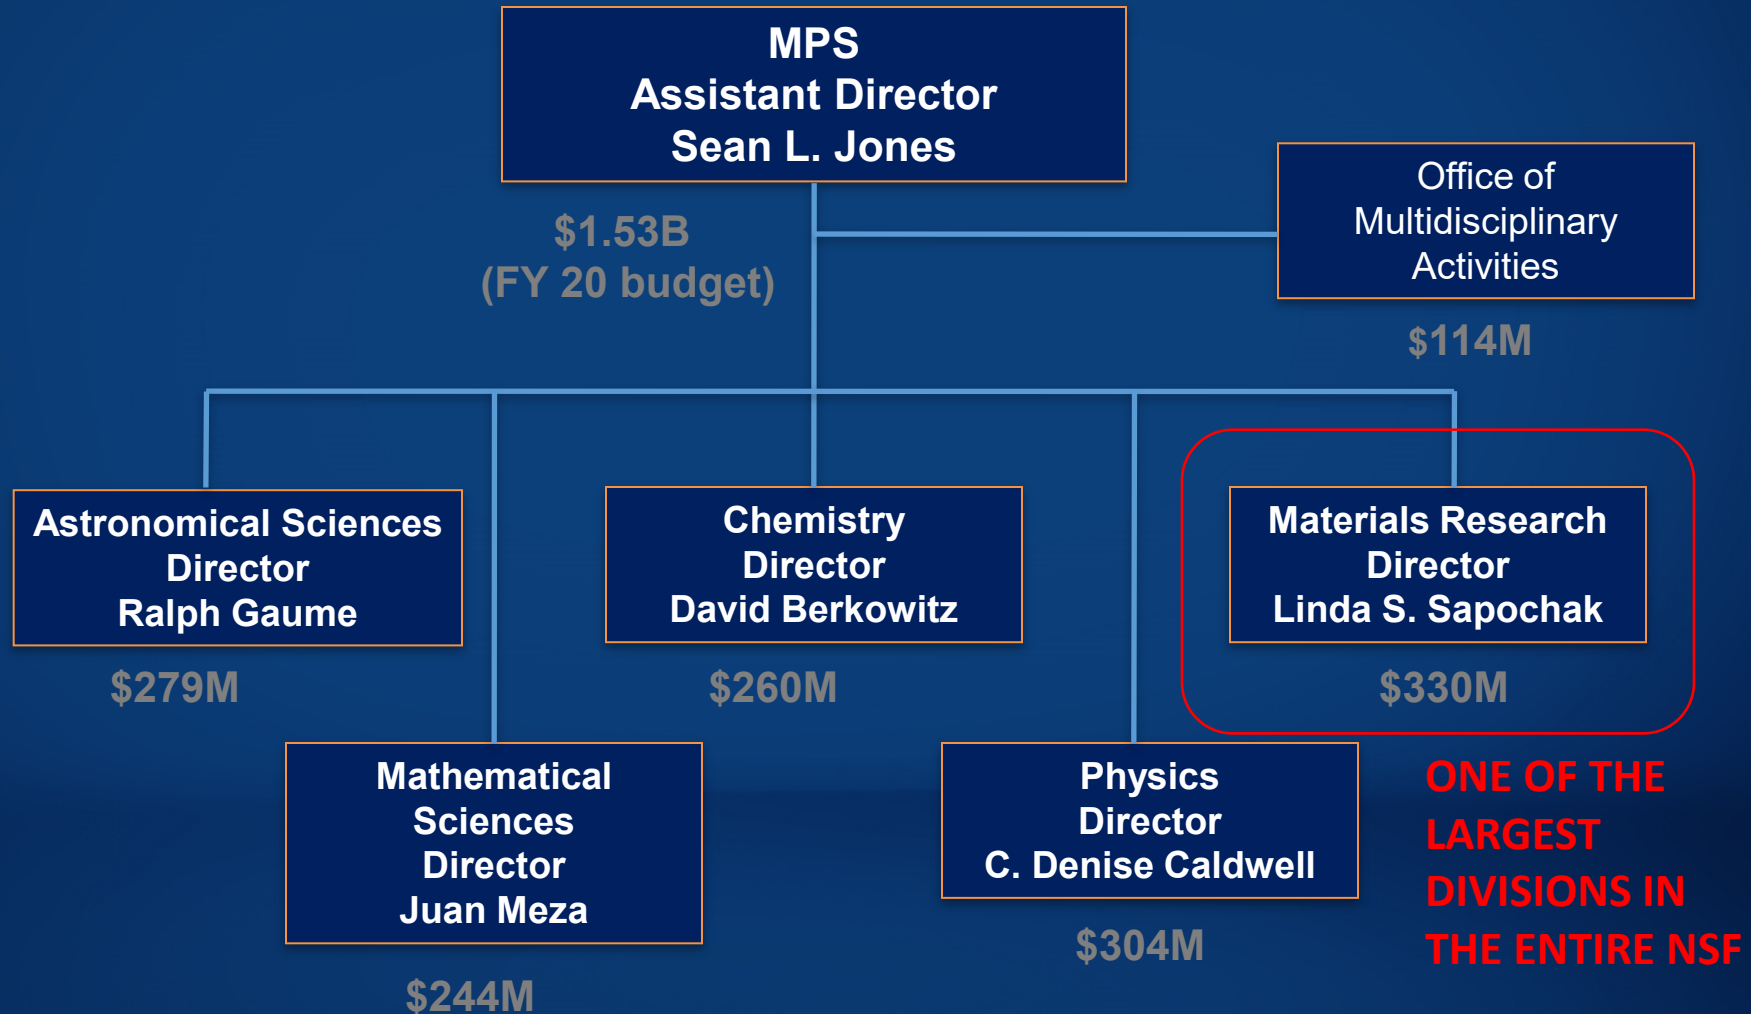 MPS
Assistant Director
Sean L. Jones
$1.53B
(FY 20 budget)
Office of
Multidisciplinary
Activities
$114M
Astronomical Sciences
Director
Ralph Gaume
$279M
Chemistry
Director
David Berkowitz
$260M
Materials Research
Director
Linda S. Sapochak
$330M
Mathematical
Sciences
Director
Juan Meza
$244M
Physics
Director
C. Denise Caldwell
$304M
ONE OF THE
LARGEST
DIVISIONS IN
THE ENTIRE NSF